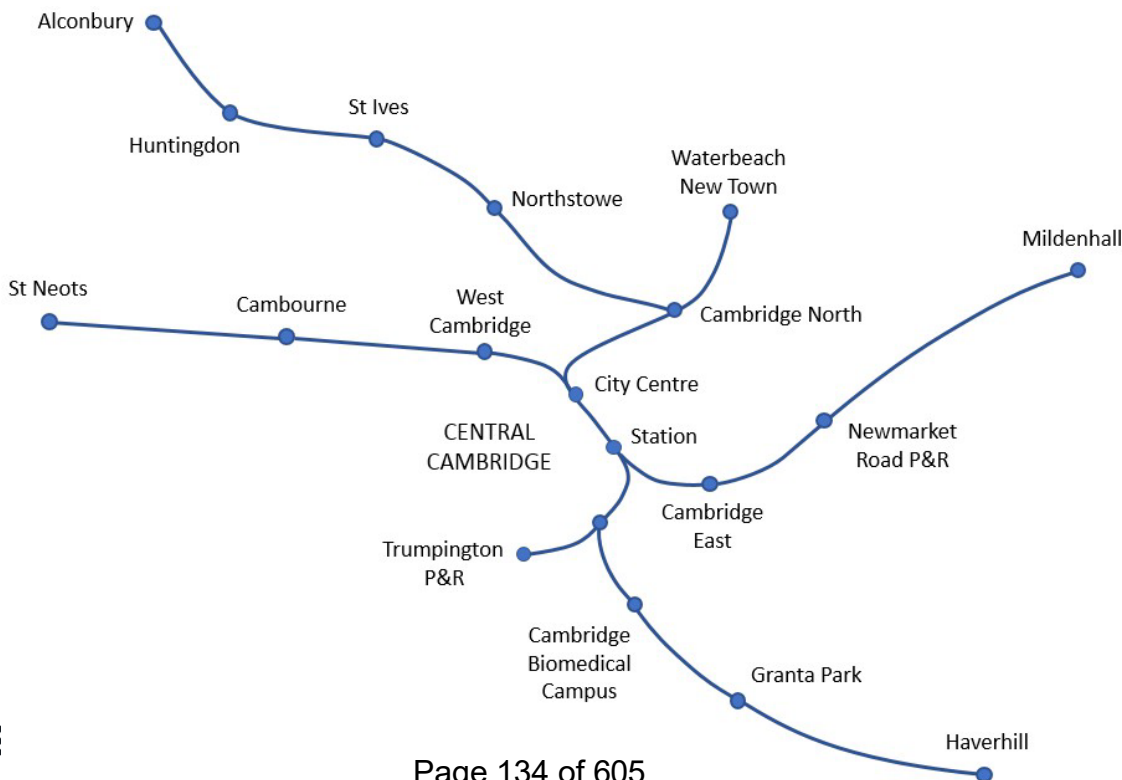 Alconbury
St Ives
Huntingdon
Waterbeach
New Town
Northstowe
Mildenhall
St Neots
Cambourne
West
Cambridge
Cambridge North
City Centre
CENTRAL
CAMBRIDGE
Station
Newmarket
Road P&R
Cambridge
East
Trumpington
P&R
Cambridge
Biomedical
Campus
Granta Park
Haverhill
Page 134 of 605